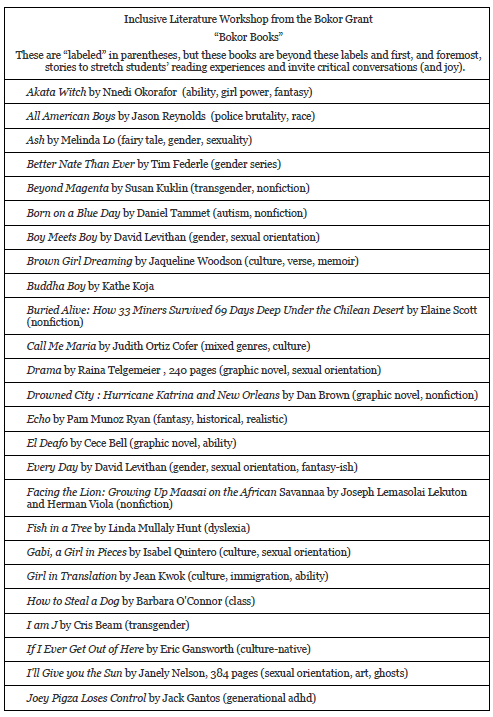 Inclusive Literature Workshop from the Bokor Grant
“Bokor Books”
These are “labeled” in parentheses, but these books are beyond these labels and first, and foremost,
stories to stretch students’ reading experiences and invite critical conversations (and joy).
Akata Witch by Nnedi Okorafor (ability, girl power, fantasy)
All American Boys by Jason Reynolds (police brutality, race)
Ash by Melinda Lo (fairy tale, gender, sexuality)
Better Nate Than Ever by Tim Federle (gender series)
Beyond Magenta by Susan Kuklin (transgender, nonfiction)
Born on a Blue Day by Daniel Tammet (autism, nonfiction)
Boy Meets Boy by David Levithan (gender, sexual orientation)
Brown Girl Dreaming by Jaqueline Woodson (culture, verse, memoir)
Buddha Boy by Kathe Koja
Buried Alive: How 33 Miners Survived 69 Days Deep Under the Chilean Desert by Elaine Scott
(nonfiction)
Call Me Maria by Judith Ortiz Cofer (mixed genres, culture)
Drama by Raina Telgemeier , 240 pages (graphic novel, sexual orientation)
Drowned City : Hurricane Katrina and New Orleans by Dan Brown (graphic novel, nonfiction)
Echo by Pam Munoz Ryan (fantasy, historical, realistic)
El Deafo by Cece Bell (graphic novel, ability)
Every Day by David Levithan (gender, sexual orientation, fantasy-ish)
Facing the Lion: Growing Up Maasai on the African Savannaa by Joseph Lemasolai Lekuton
and Herman Viola (nonfiction)
Fish in a Tree by Linda Mullaly Hunt (dyslexia)
Gabi, a Girl in Pieces by Isabel Quintero (culture, sexual orientation)
Girl in Translation by Jean Kwok (culture, immigration, ability)
How to Steal a Dog by Barbara O'Connor (class)
I am J by Cris Beam (transgender)
If I Ever Get Out of Here by Eric Gansworth (culture-native)
I'll Give you the Sun by Janely Nelson, 384 pages (sexual orientation, art, ghosts)
Joey Pigza Loses Control by Jack Gantos (generational adhd)